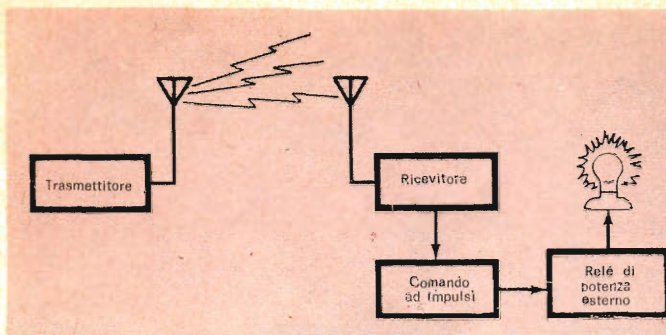 Trasmettitore
Ricevitore
Comando
ad Impulsi
Relé di
potenza
esterno